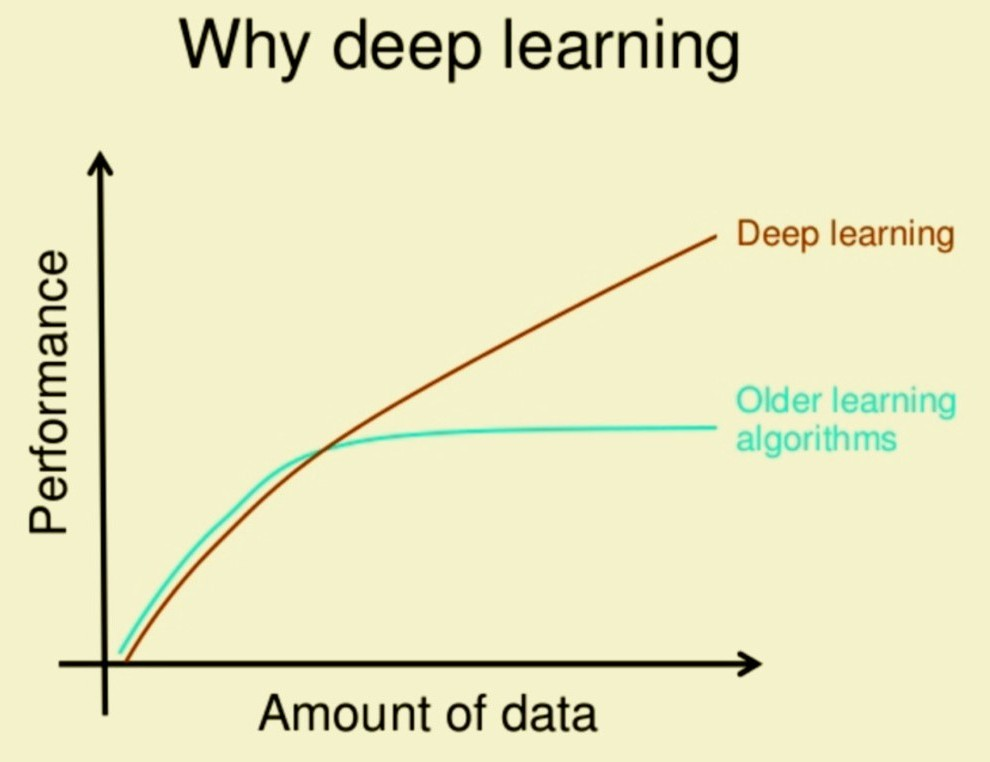 Why deep learning
Performance
Deep learning
Older learning
algorithms
Amount of data